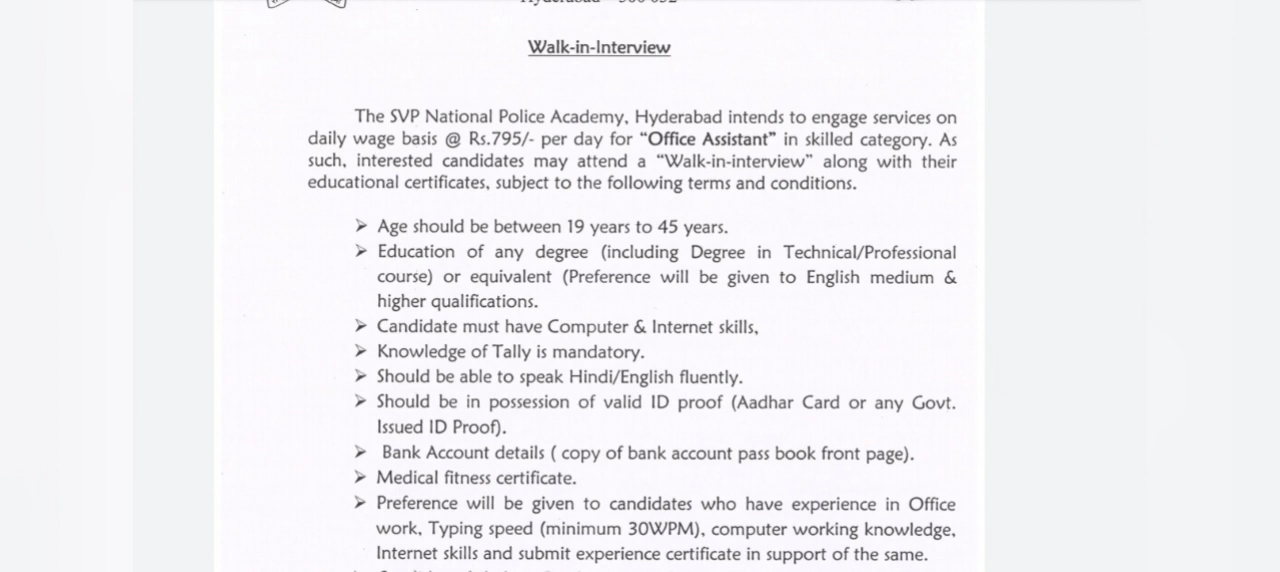 Walk-in-Interview
The SVP National Police Academy, Hyderabad intends to engage services on
daily wage basis @ Rs.795/- per day for “Office Assistant” in skilled category. As
such, interested candidates may attend a “Walk-in-interview” along with their
educational certificates, subject to the following terms and conditions.
➢ Age should be between 19 years to 45 years.
➢ Education of any degree (including Degree in Technical/Professional
course) or equivalent (Preference will be given to English medium &
higher qualifications.
➢ Candidate must have Computer & Internet skills,
➢ Knowledge of Tally is mandatory.
➢ Should be able to speak Hindi/English fluently.
➢ Should be in possession of valid ID proof (Aadhar Card or any Govt.
Issued ID Proof).
➢ Bank Account details ( copy of bank account pass book front page).
➢ Medical fitness certificate.
➢ Preference will be given to candidates who have experience in Office
work, Typing speed (minimum 30WPM), computer working knowledge,
Internet skills and submit experience certificate in support of the same.